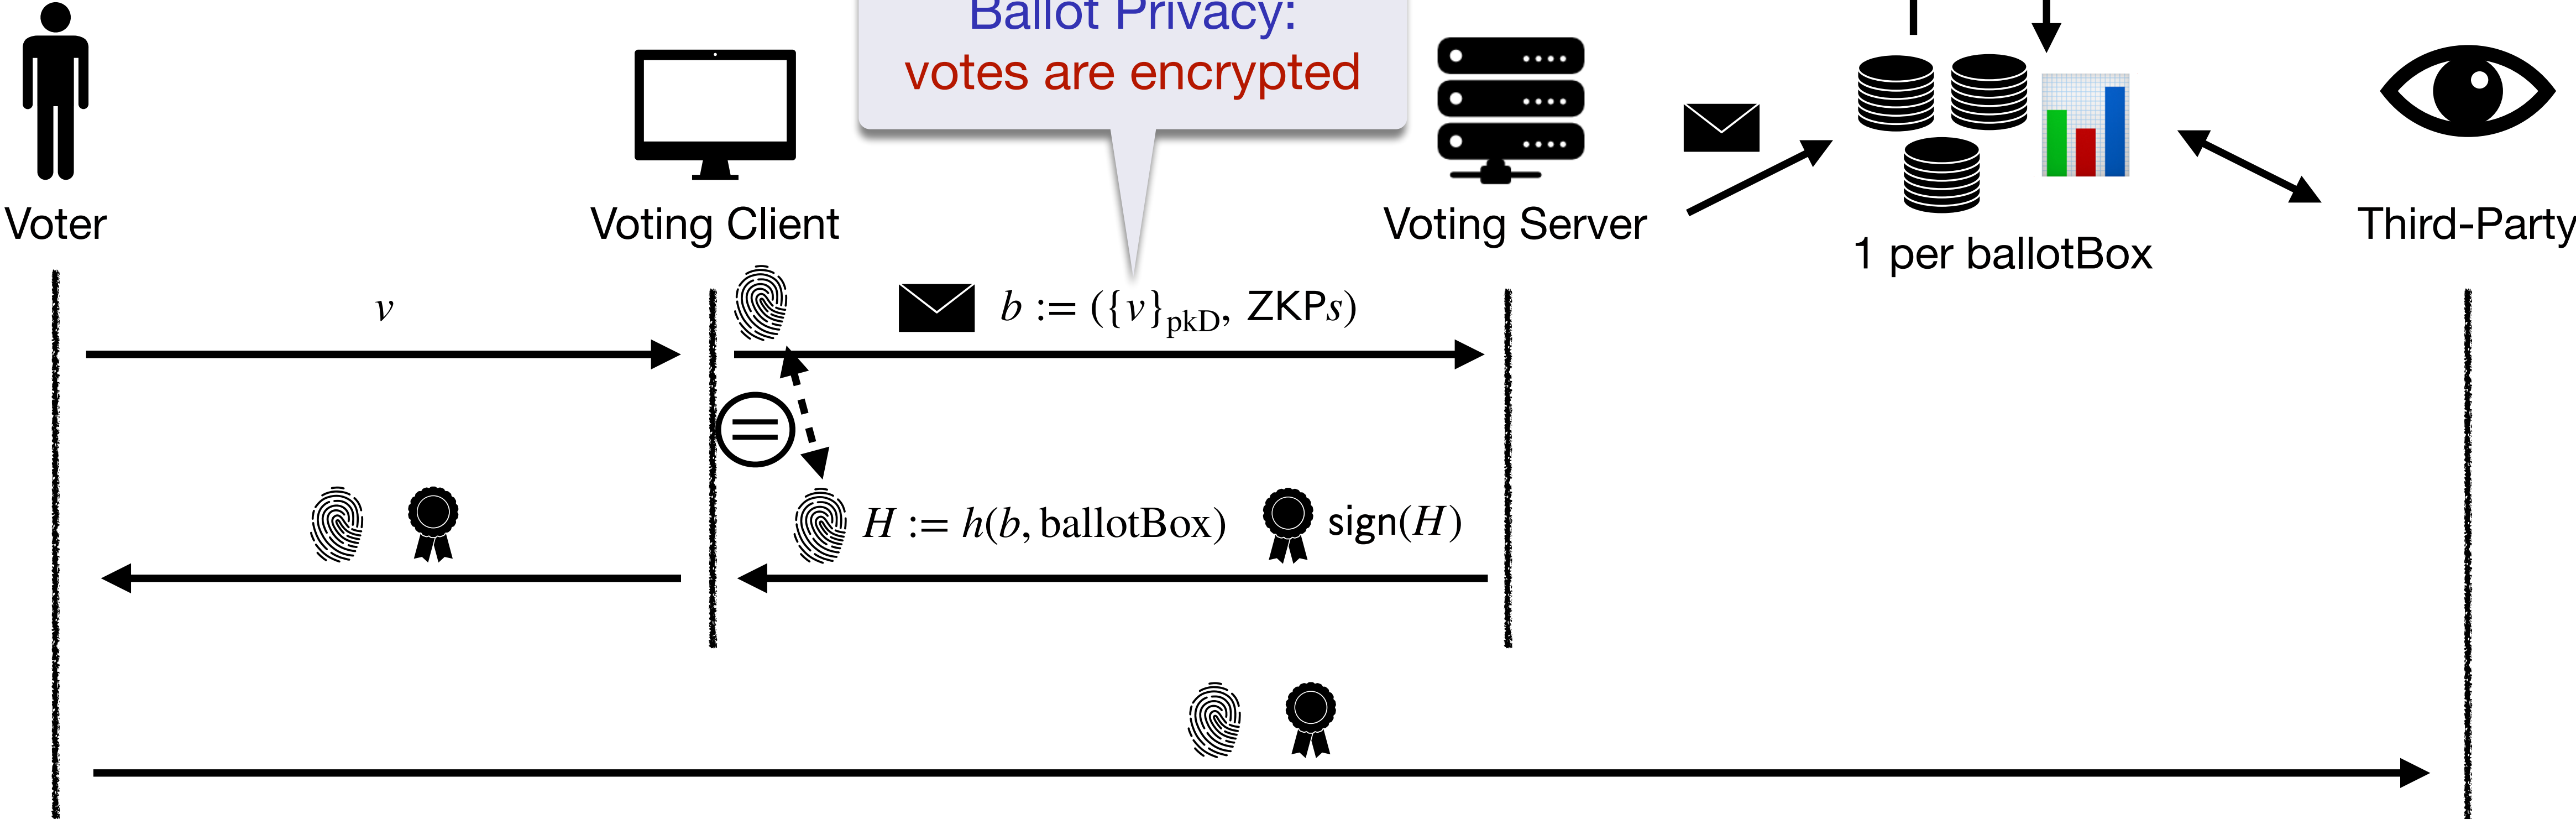 Ballot Privacy:
votes are encrypted
Voter
Voting Client
Voting Server
1 per ballotBox
Third-Party
v
b := ({v}pkD, ZKPs)
H := h(b, ballotBox) sign(H)